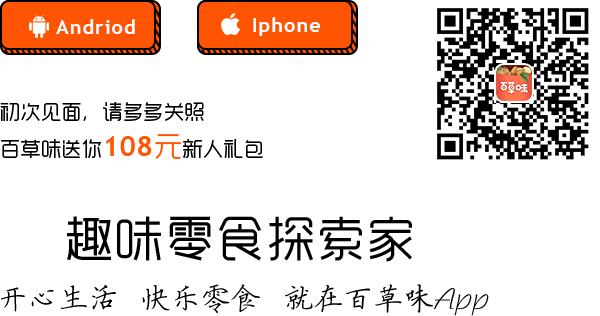 Andriod
Iphone
百草味
初次见面，请多多关照
百草味送你108元新人礼包
趣味零食探索家
开心生活 快乐零食 就在百草味App